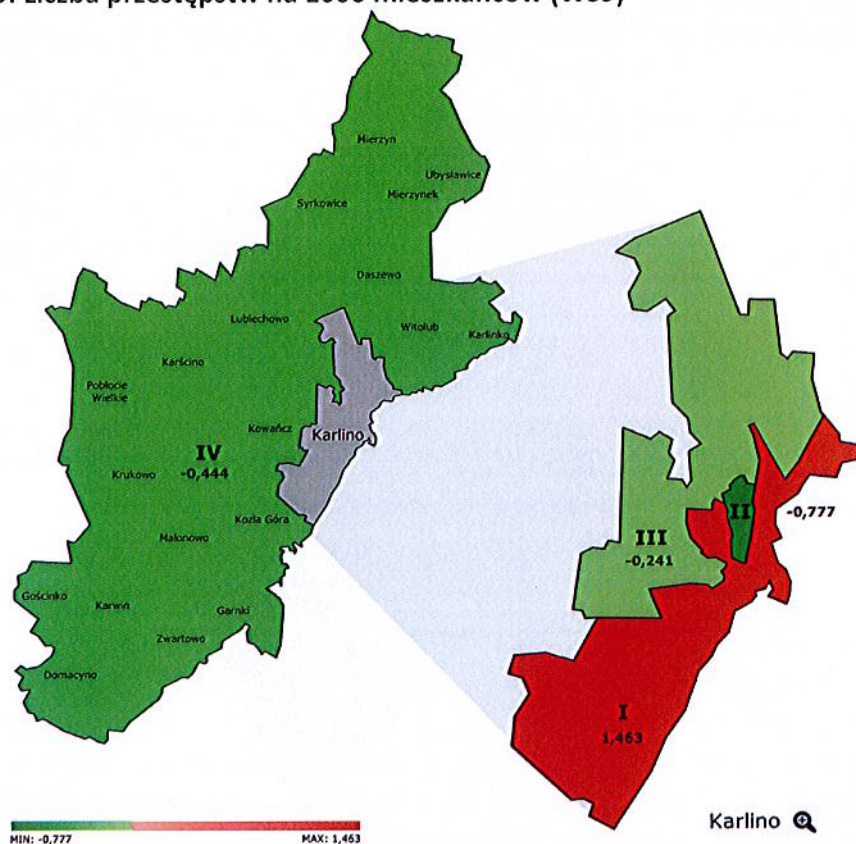 Liczba przestępstw na 1000 mieszkańców
Mierzyn
Ubysławice
Mierzynek
Syrkowice
Daszewo
Lublechowo
Witolub
Karlinko
Karścino
Pobłocie
Wielkie
Kowańcz
Karlino
IV
-0,444
Krukowo
Kozia Góra
Malonowo
Gościnko
Karwin
Garnki
Zwartowo
Domacyno
II
-0,777
III
-0,241
I
1,463
Karlino
MIN: -0,777
MAX: 1,463